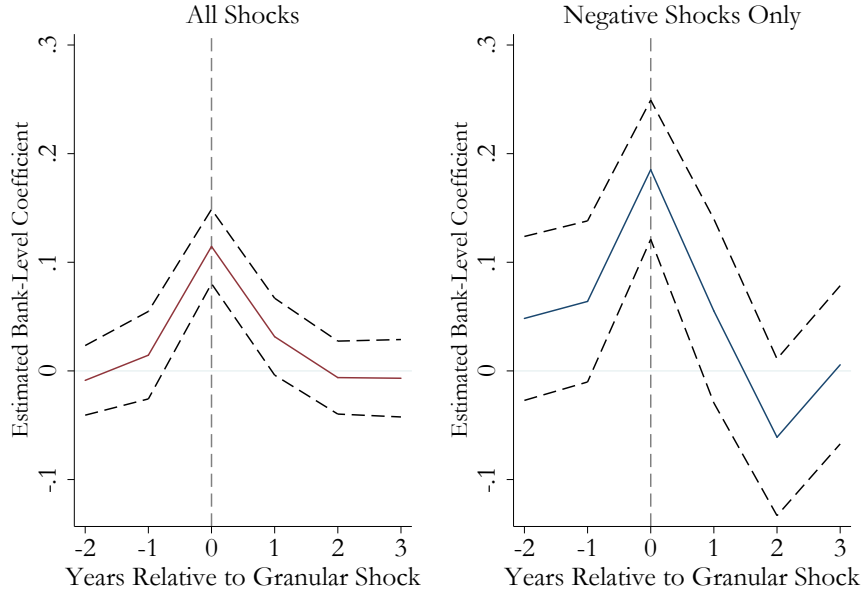 All Shocks
Estimated Bank-Level Coefficient
.3
.2
.1
0
-.1
-2 -1 0 1 2 3
Years Relative to Granular Shock
Negative Shocks Only
Estimated Bank-Level Coefficient
.3
.2
.1
0
-.1
-2 -1 0 1 2 3
Years Relative to Granular Shock